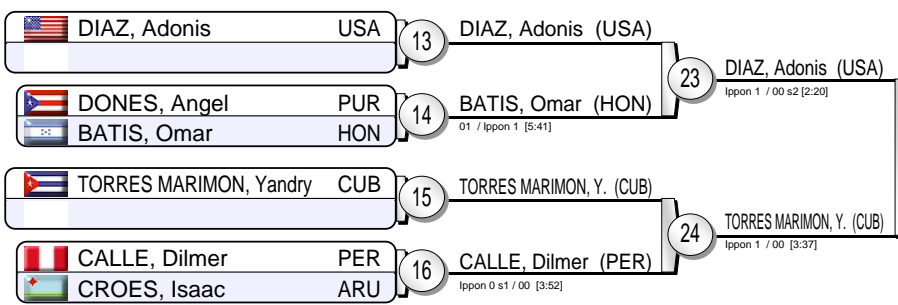 DIAZ, Adonis USA
13
DIAZ, Adonis (USA)
23
DIAZ, Adonis (USA)
Ippon 1 / 00 s2 [2:20]
DONES, Angel PUR
BATIS, Omar HON
14
BATIS, Omar (HON)
01 / Ippon 1 [5:41]
TORRES MARIMON, Yandry CUB
15
TORRES MARIMON, Y. (CUB)
24
TORRES MARIMON, Y. (CUB)
Ippon 1 / 00 [3:37]
CALLE, Dilmer PER
CROES, Isaac ARU
16
CALLE, Dilmer (PER)
Ippon 0 s1 / 00 [3:52]